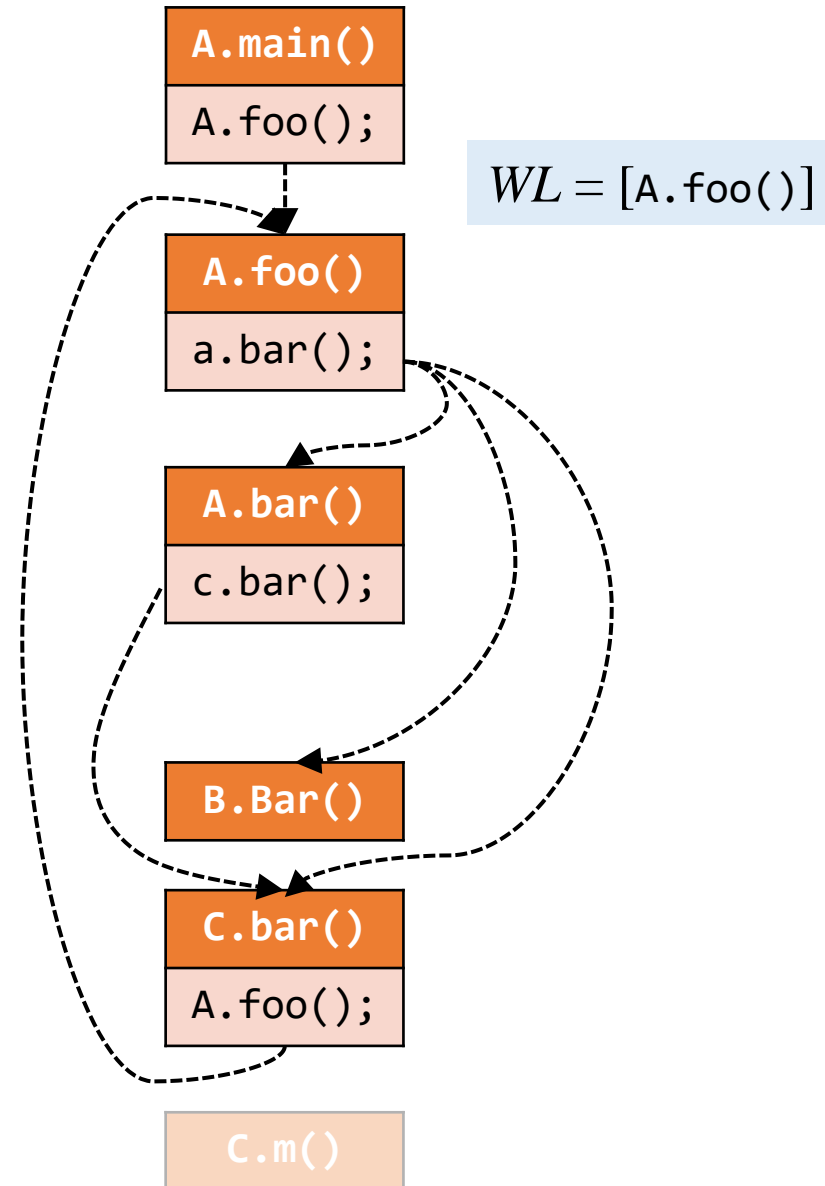 A.main()
A.foo();
WL = [A.foo()]
A.foo()
a.bar();
A.bar()
c.bar();
B.Bar()
C.bar()
A.foo();
C.m()